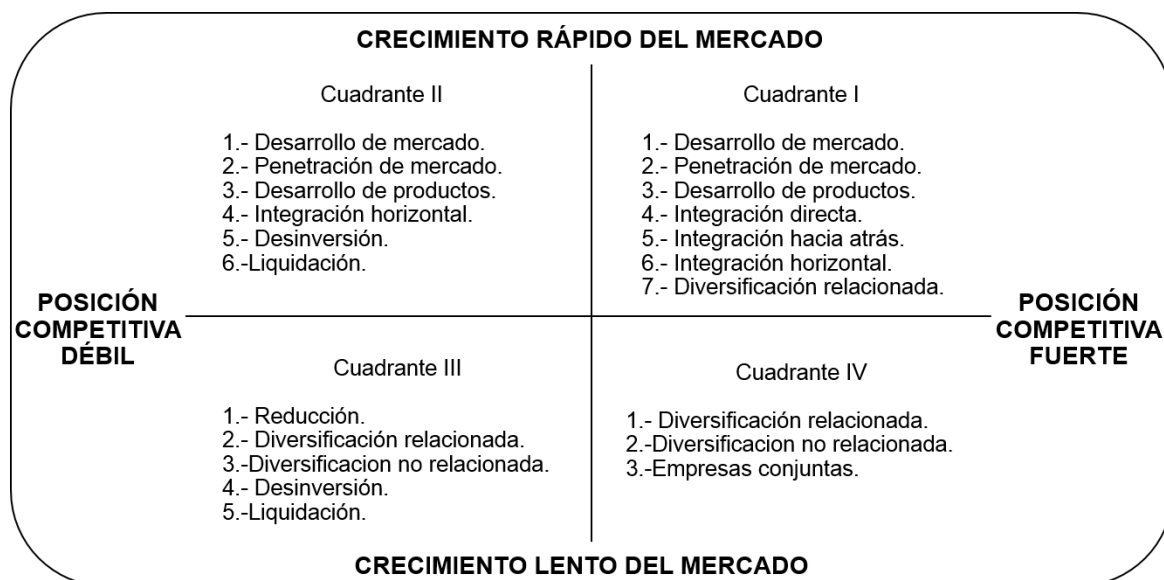 CRECIMIENTO RÁPIDO DEL MERCADO
Cuadrante II
1.- Desarrollo de mercado.
2.- Penetración de mercado.
3.- Desarrollo de productos.
4.- Integración horizontal.
5.- Desinversión.
6.-Liquidación.
Cuadrante I
1.- Desarrollo de mercado.
2.- Penetración de mercado.
3.- Desarrollo de productos.
4.- Integración directa.
5.- Integración hacia atrás.
6.- Integración horizontal.
7.- Diversificación relacionada.
POSICIÓN
COMPETITIVA
DÉBIL
POSICIÓN
COMPETITIVA
FUERTE
Cuadrante III
1.- Reducción.
2.- Diversificación relacionada.
3.-Diversificacion no relacionada.
4.- Desinversión.
5.-Liquidación.
Cuadrante IV
1.- Diversificación relacionada.
2.-Diversificacion no relacionada.
3.-Empresas conjuntas.
CRECIMIENTO LENTO DEL MERCADO